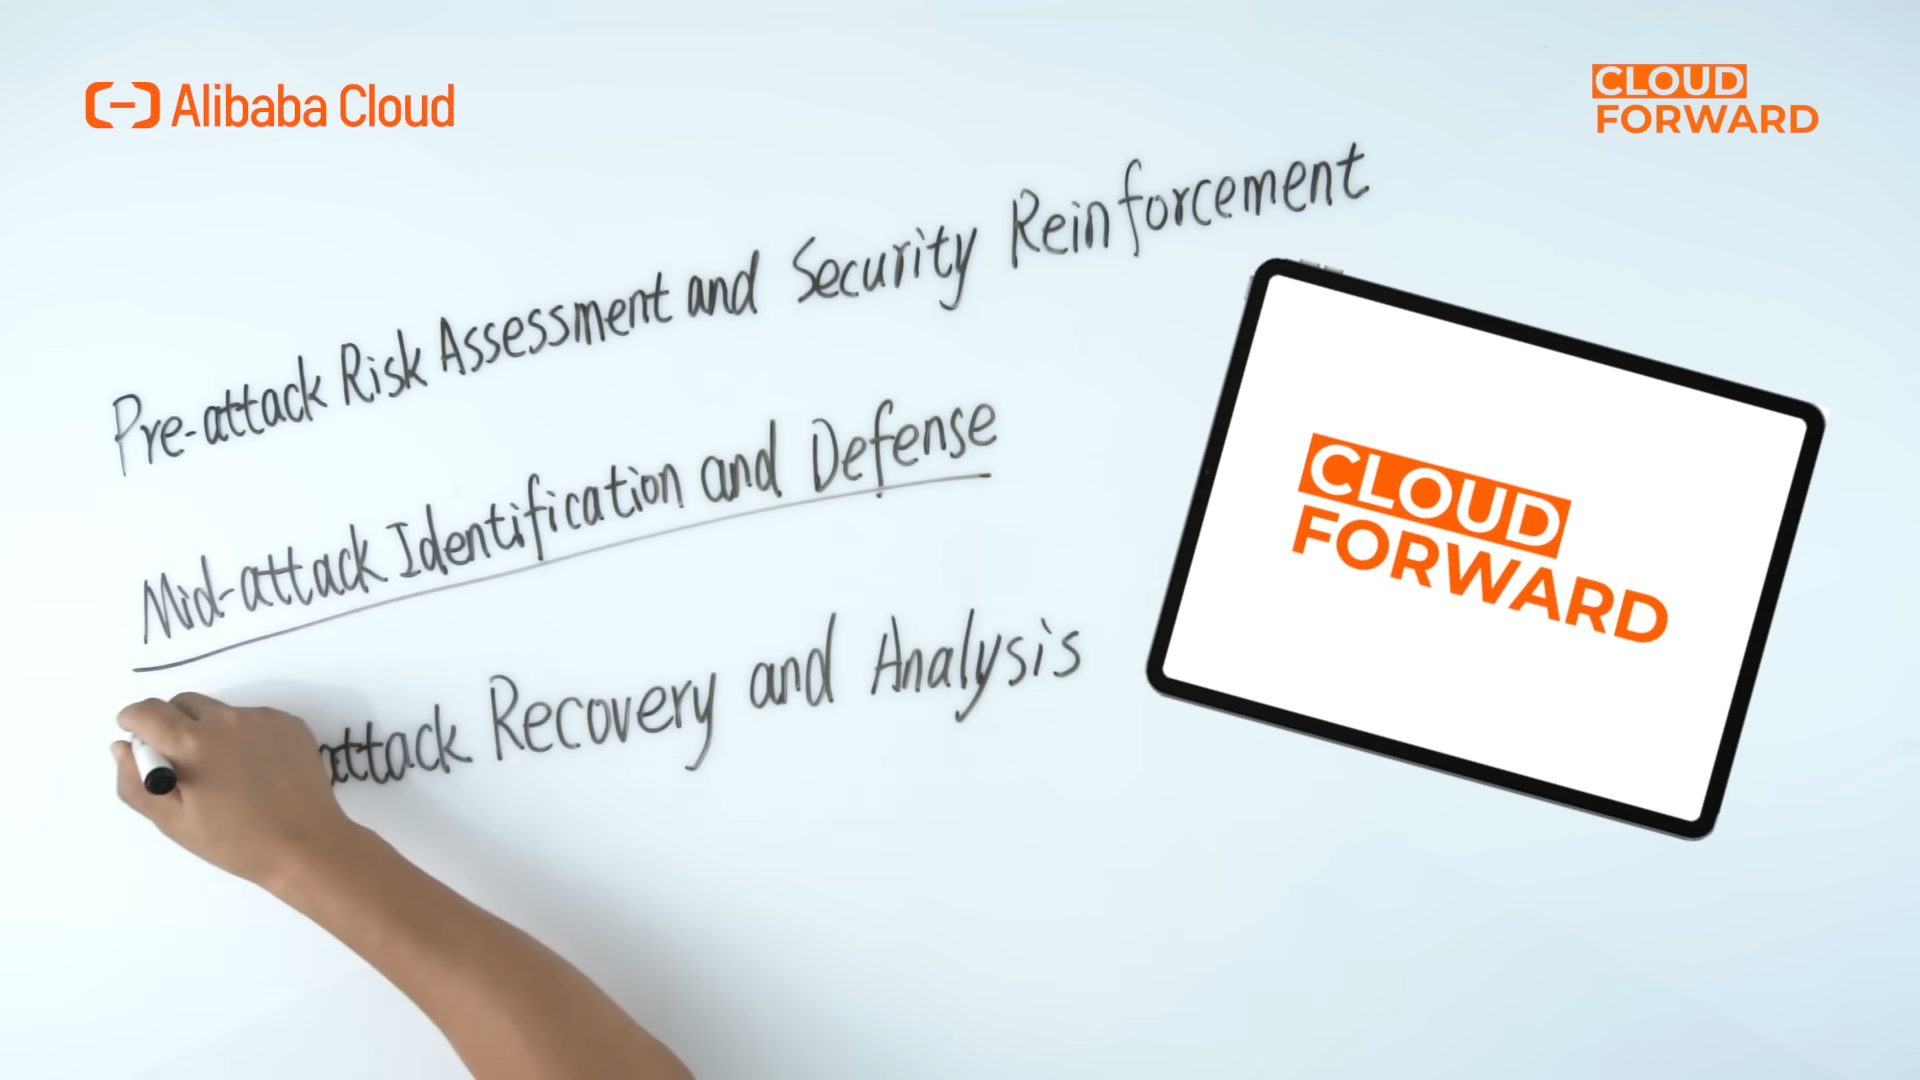 Alibaba Cloud
CLOUD
FORWARD
Pre-attack Risk Assessment and Security Reinforcement
Mid-attack Identification and Defense
attack Recovery and Analysis
CLOUD
FORWARD